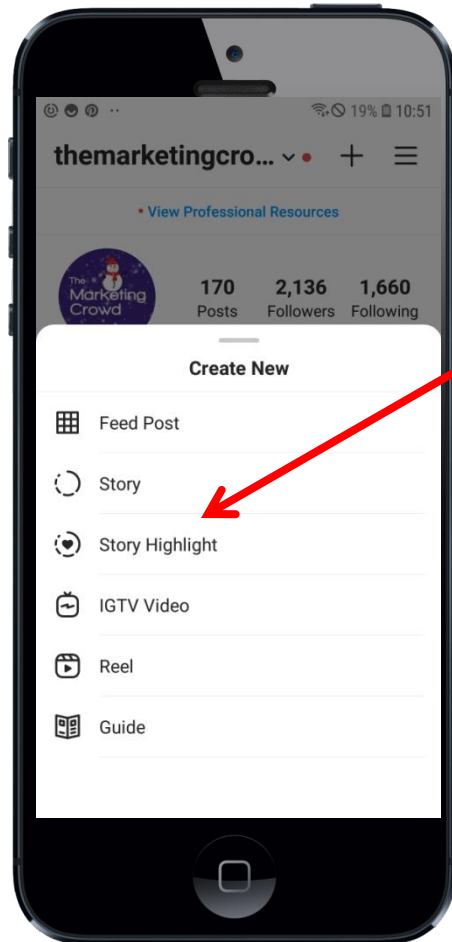 19% 10:51
themarketingcro...
• View Professional Resources
The
Marketing
Crowd
170 2,136 1,660
Posts Followers Following
Create New
Feed Post
Story
Story Highlight
IGTV Video
Reel
Guide